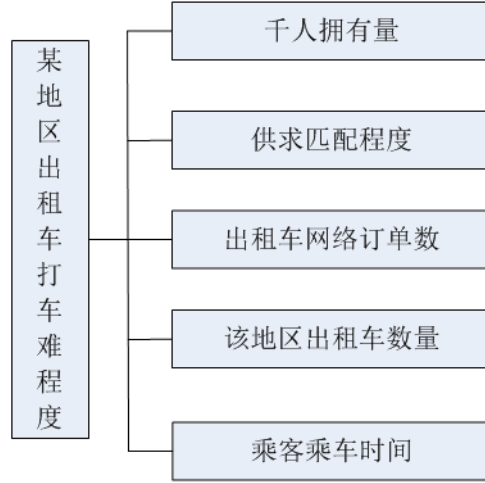 某地区出租车打车难程度
千人拥有量
供求匹配程度
出租车网络订单数
该地区出租车数量
乘客乘车时间